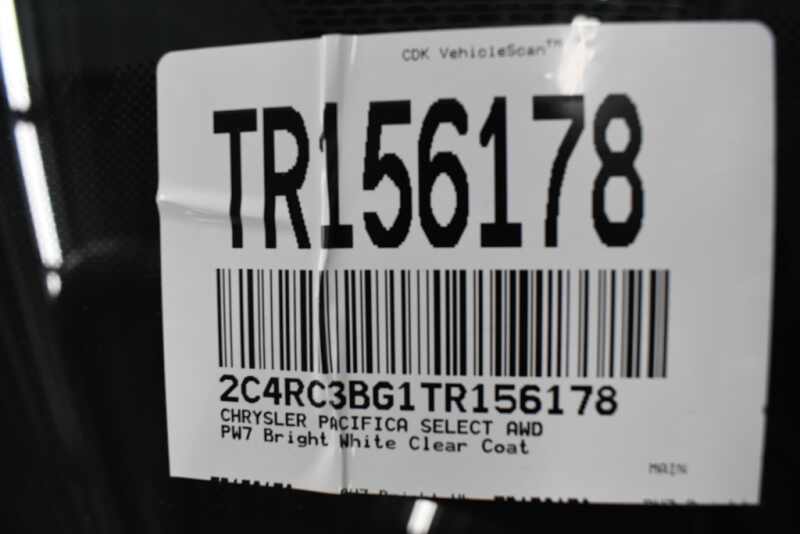 CDK VehicleScan™
TR156178
2C4RC3BG1TR156178
CHRYSLER PACIFICA SELECT AWD
PW7 Bright White Clear Coat
MAIN